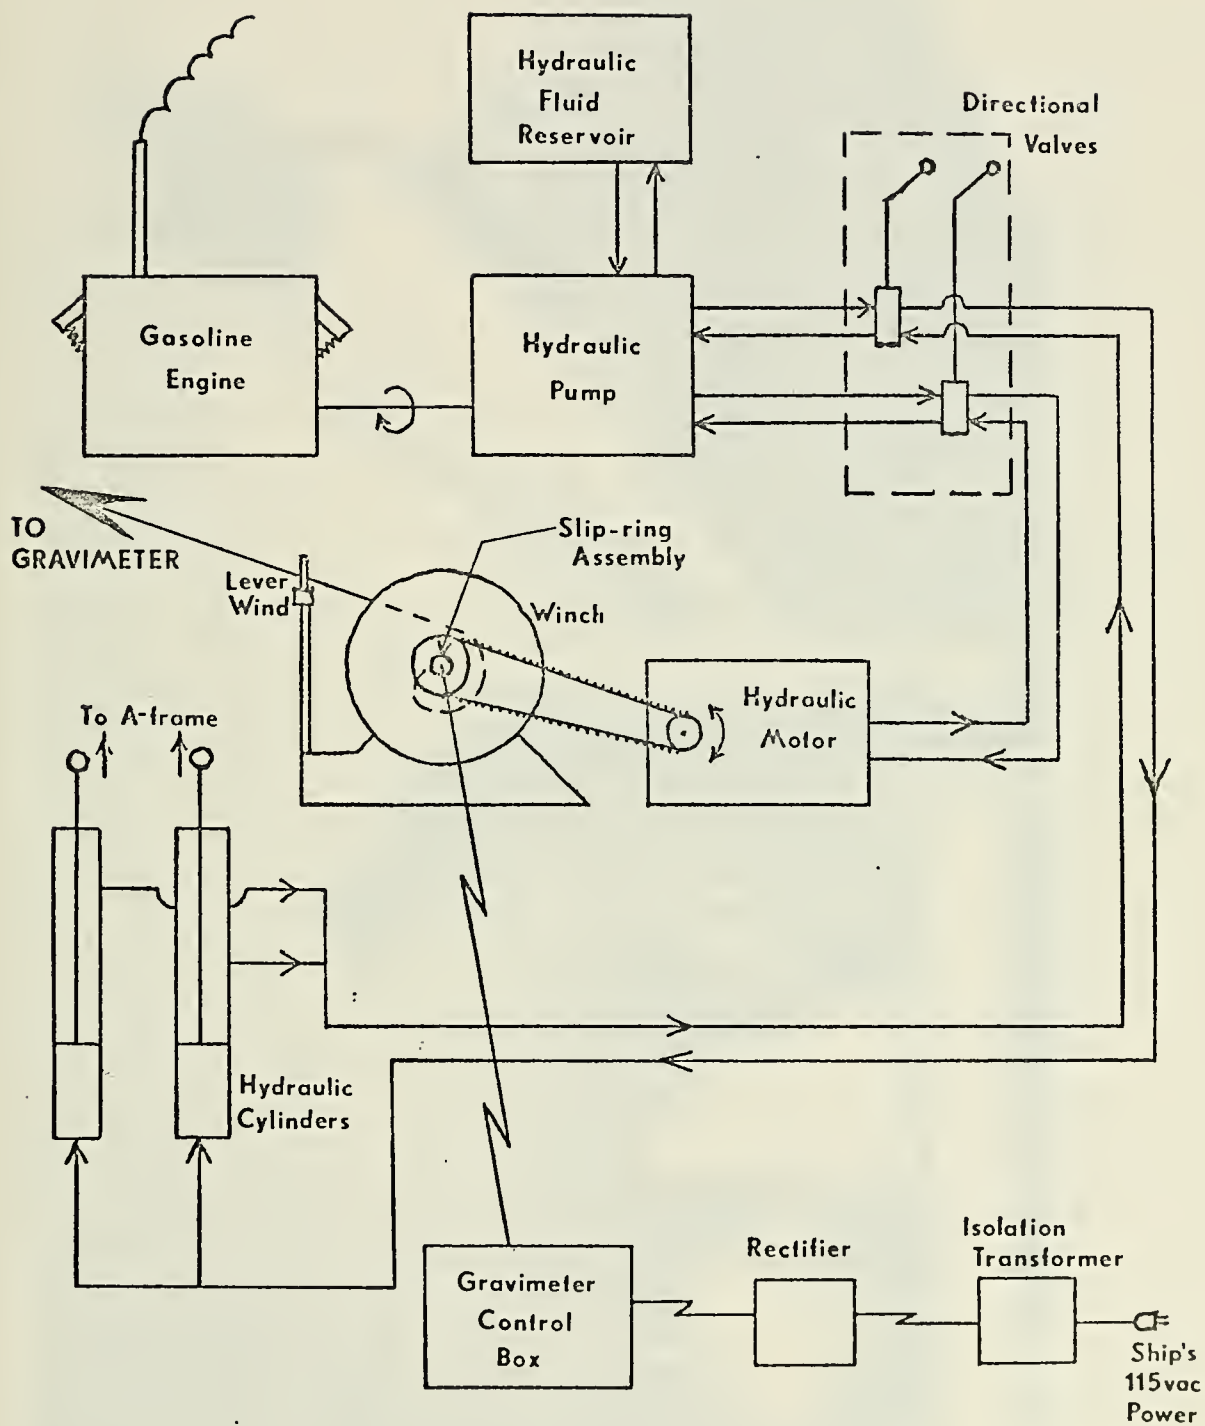 Hydraulic
Fluid
Reservoir
Directional
Valves
Gasoline
Engine
Hydraulic
Pump
TO
GRAVIMETER
Slip-ring
Assembly
Lever
Wind
Winch
Hydraulic
Motor
To A-frame
Hydraulic
Cylinders
Gravimeter
Control
Box
Rectifier
Isolation
Transformer
Ship's
115vac
Power